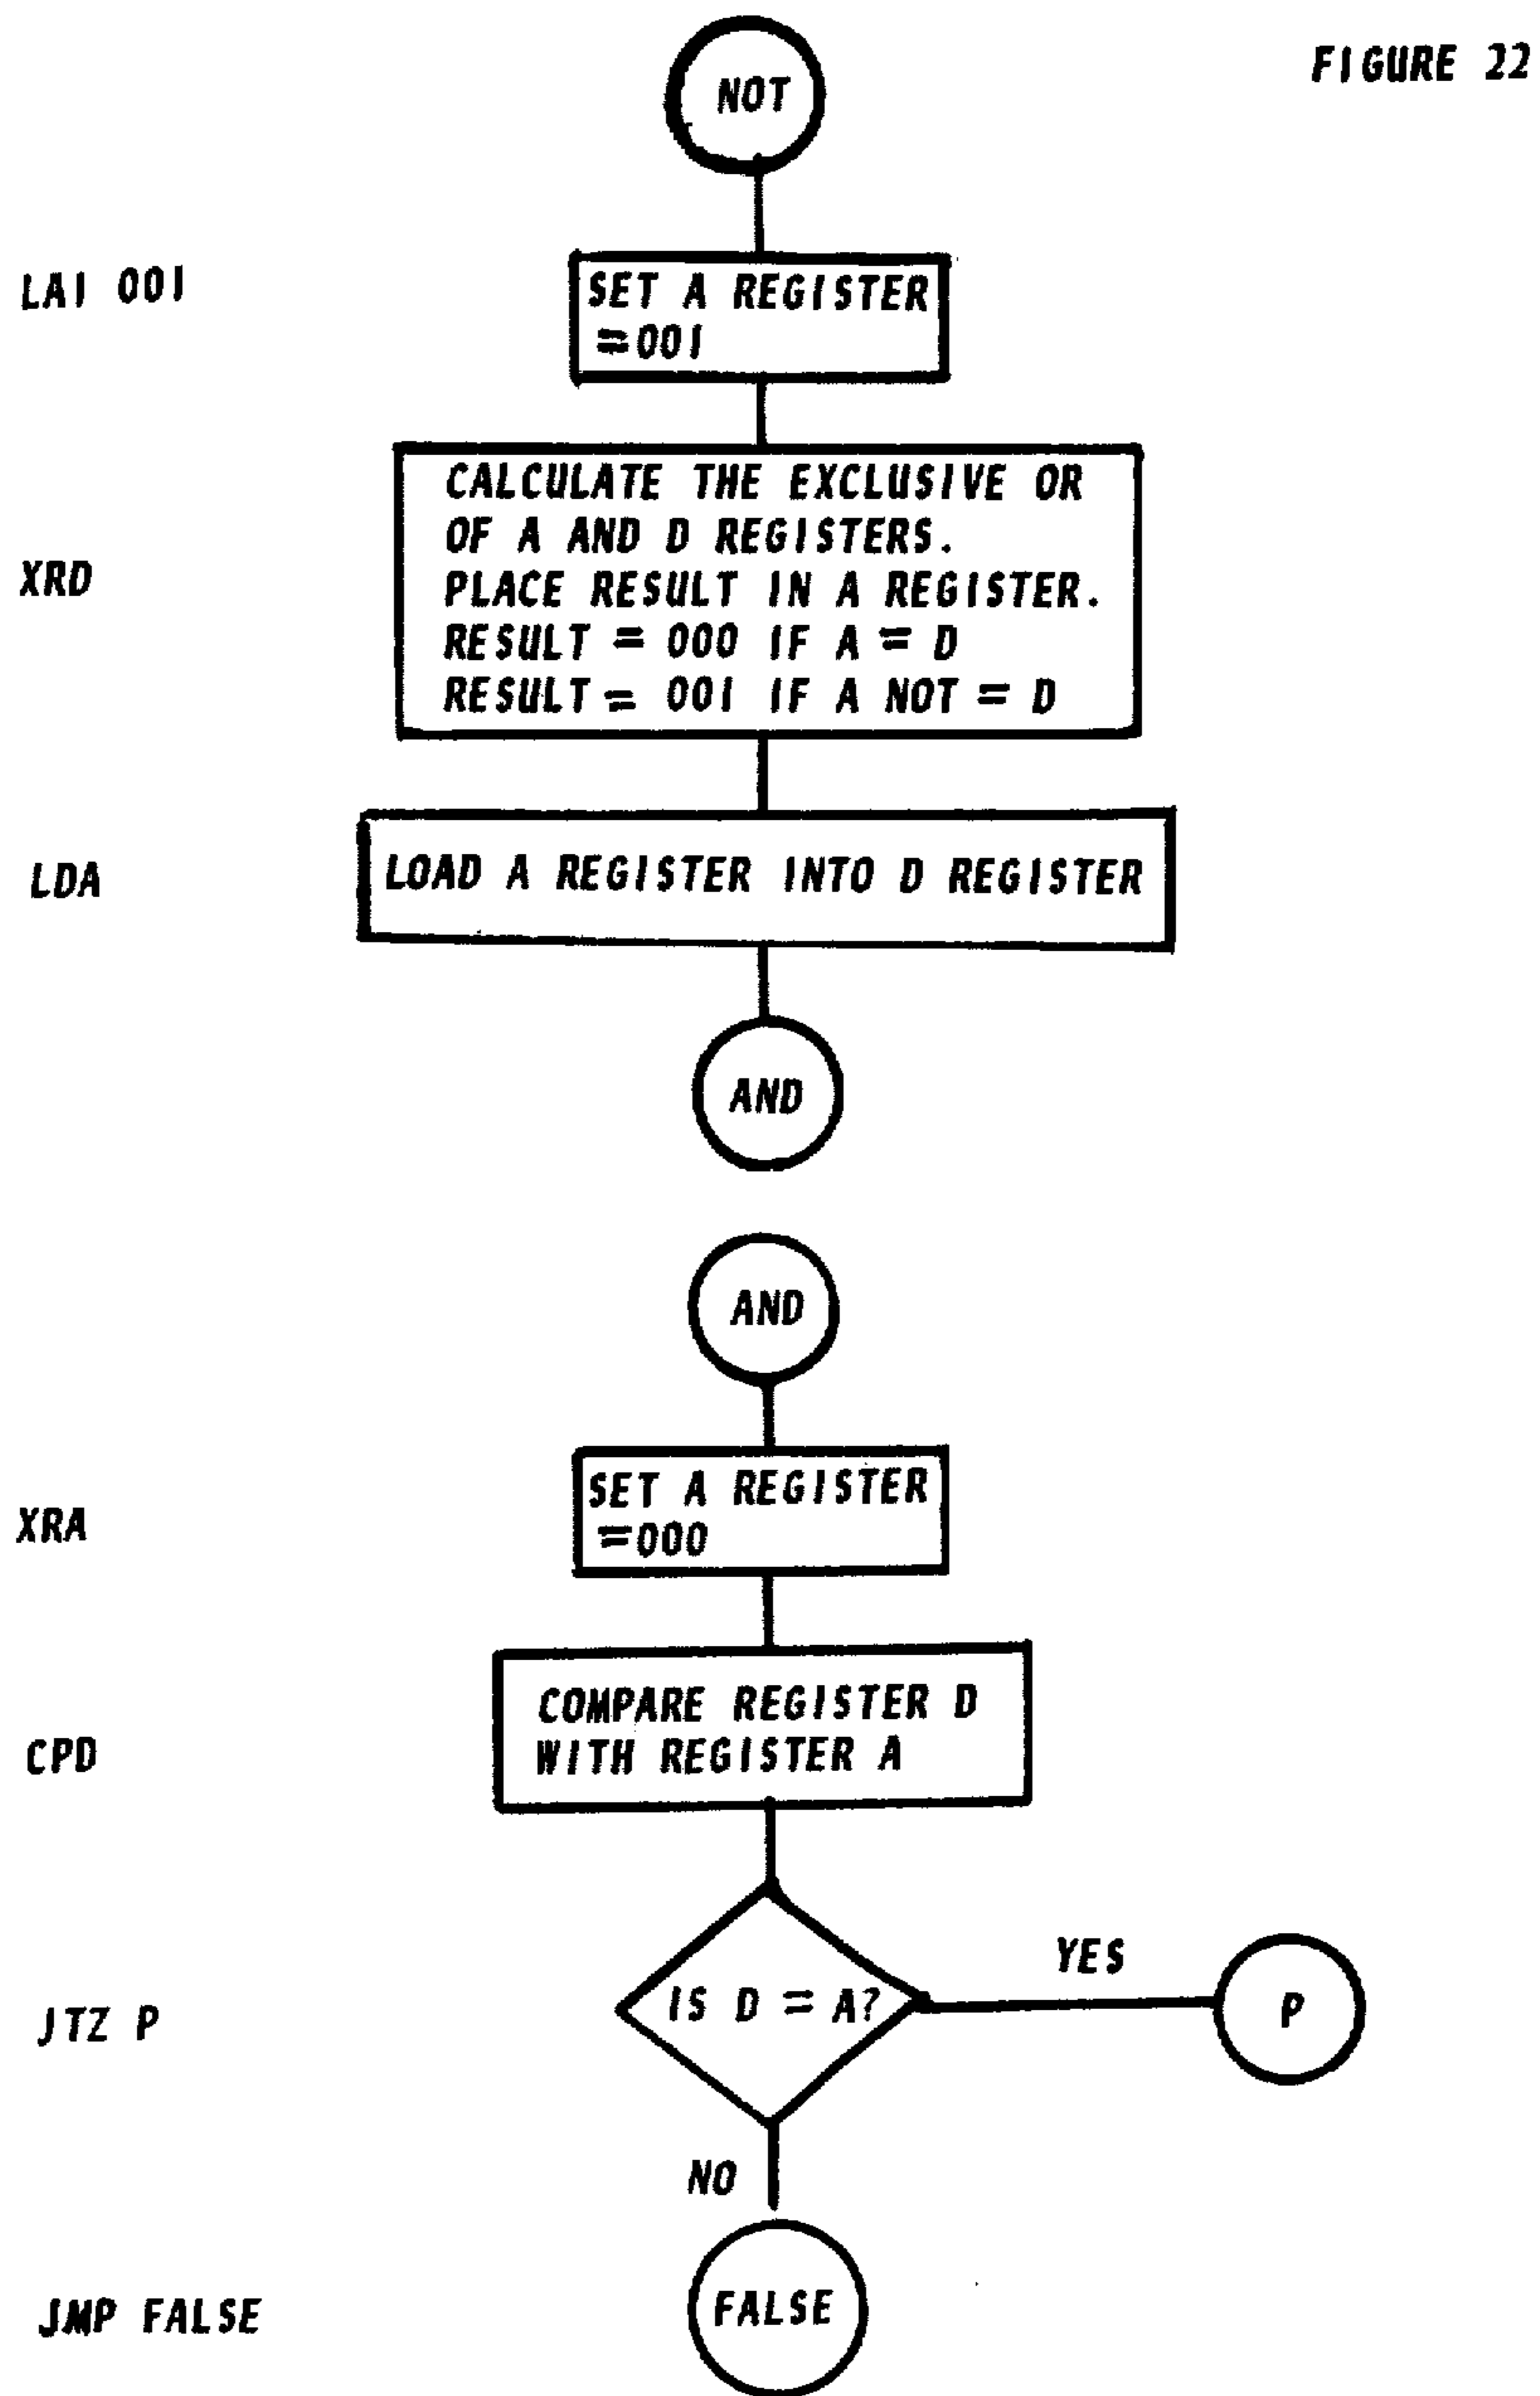 FIGURE 22
NOT
LAI 001
SET A REGISTER
=001
XRD
CALCULATE THE EXCLUSIVE OR
OF A AND D REGISTERS.
PLACE RESULT IN A REGISTER.
RESULT = 000 IF A = D
RESULT = 001 IF A NOT = D
LDA
LOAD A REGISTER INTO D REGISTER
AND
AND
XRA
SET A REGISTER
=000
CPD
COMPARE REGISTER D
WITH REGISTER A
JTZ P
IS D = A?
YES
P
NO
JMP FALSE
FALSE